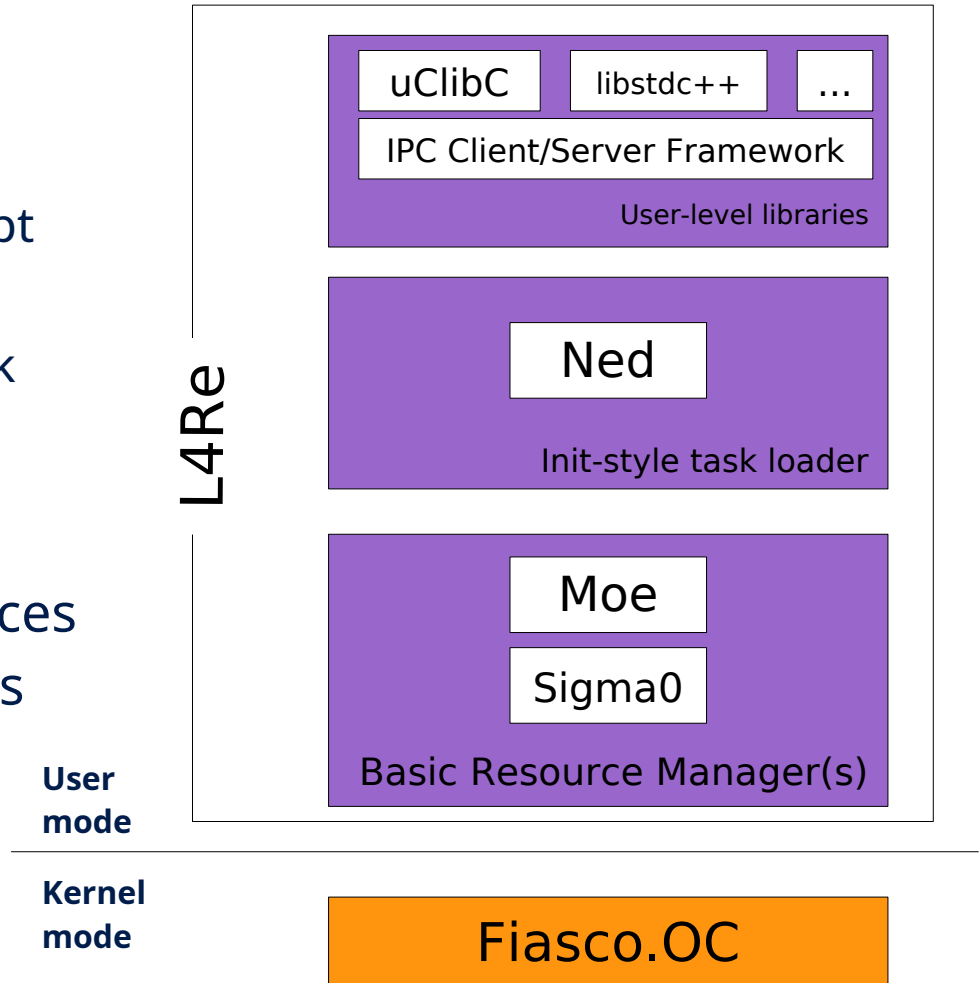 uClibC
libstdc++
...
IPC Client/Server Framework
User-level libraries
Ned
Init-style task loader
L4Re
Moe
Sigma0
Basic Resource Manager(s)
User
mode
Kernel
mode
Fiasco.OC